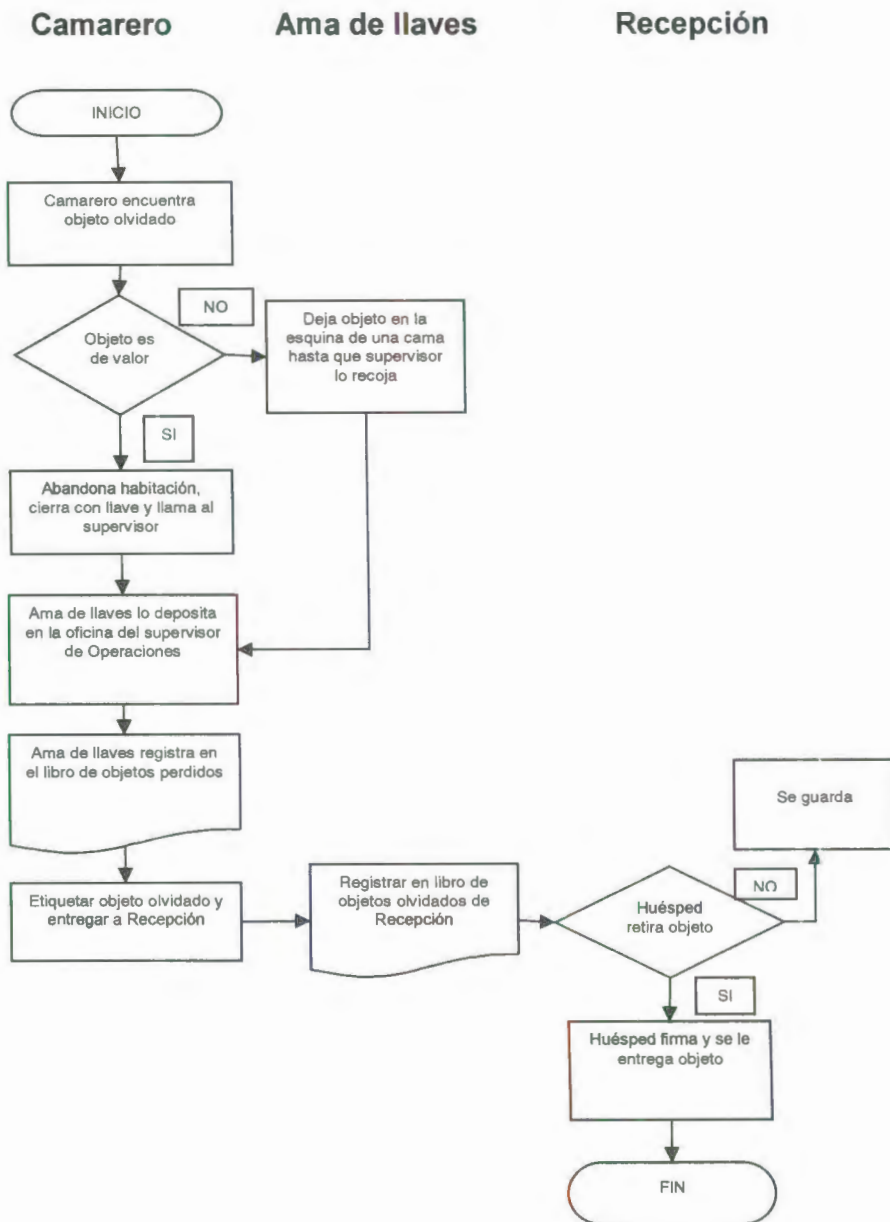 Camarero Ama de llaves Recepción
INICIO
Camarero encuentra
objeto olvidado
NO
Objeto es
de valor
Deja objeto en la
esquina de una cama
hasta que supervisor
lo recoja
SI
Abandona habitación,
cierra con llave y llama al
supervisor
Ama de llaves lo deposita
en la oficina del supervisor
de Operaciones
Ama de llaves registra en
el libro de objetos perdidos
Se guarda
Etiquetar objeto olvidado y
entregar a Recepción
Registrar en libro de
objetos olvidados de
Recepción
Huésped
retira objeto
NO
SI
Huésped firma y se le
entrega objeto
FIN